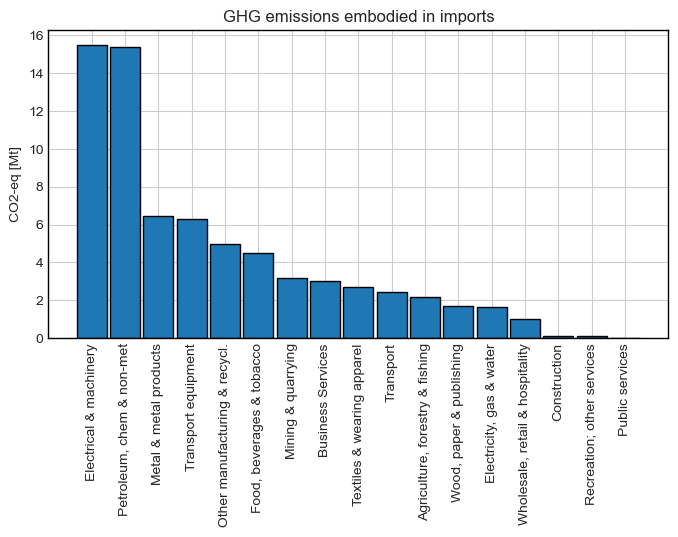 GHG emissions embodied in imports
CO2-eq [Mt]
16
14
12
10
8
6
4
2
0
Electrical & machinery
Petroleum, chem & non-met
Metal & metal products
Transport equipment
Other manufacturing & recycl.
Food, beverages & tobacco
Mining & quarrying
Business Services
Textiles & wearing apparel
Transport
Agriculture, forestry & fishing
Wood, paper & publishing
Electricity, gas & water
Wholesale, retail & hospitality
Construction
Recreation; other services
Public services